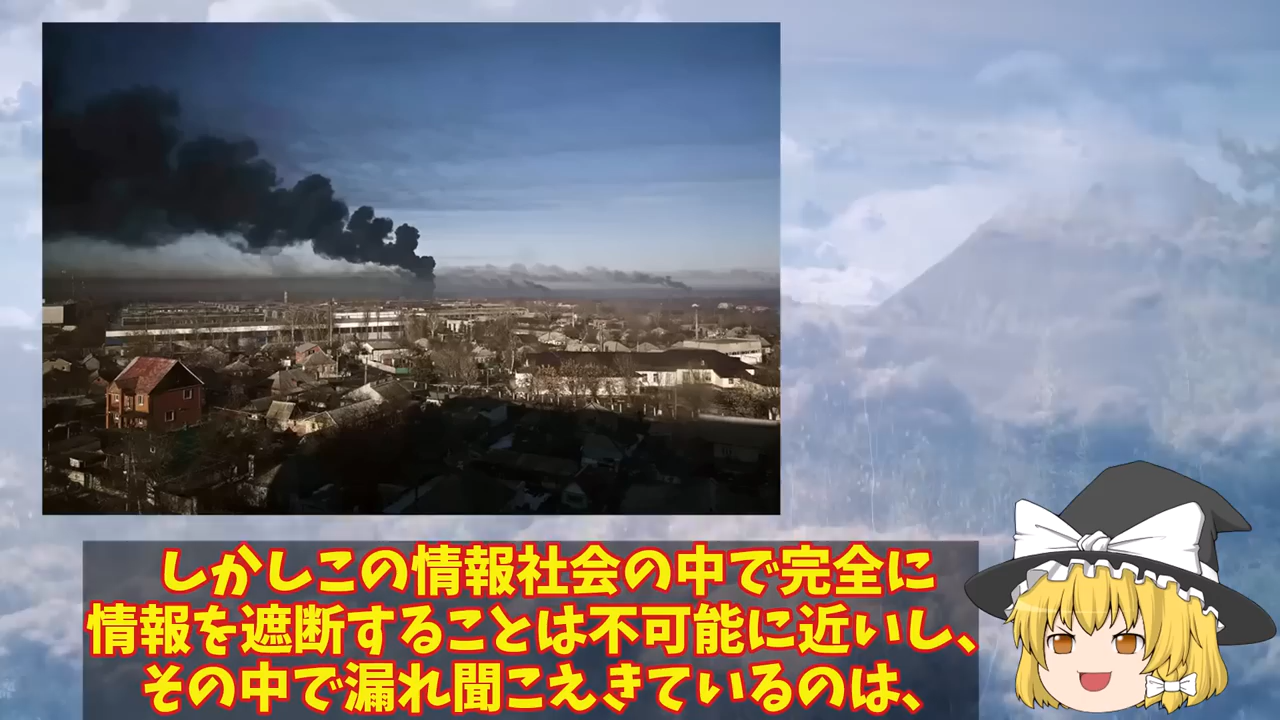 しかしこの情報社会の中で完全に
情報を遮断することは不可能に近いし、
その中で漏れ聞こえきているのは、